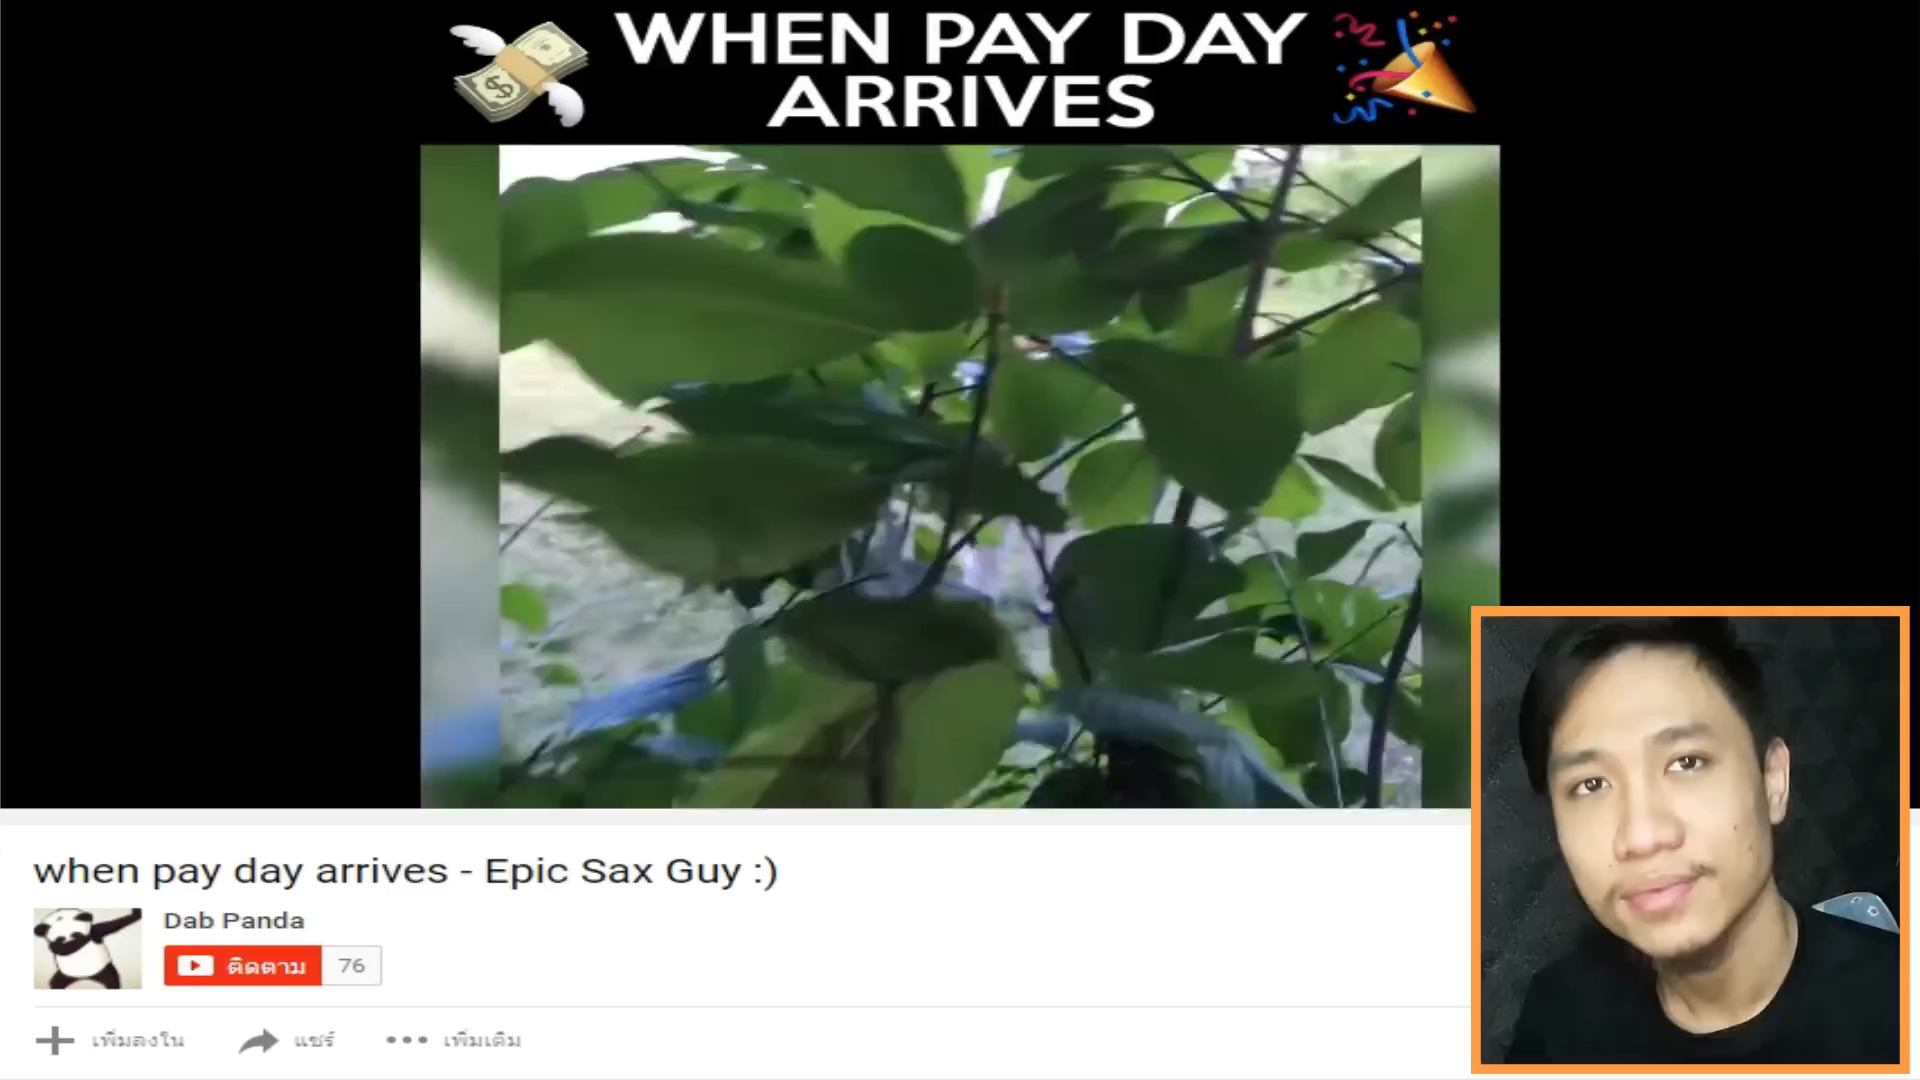 WHEN PAY DAY
ARRIVES
when pay day arrives - Epic Sax Guy :)
Dab Panda
ติดตาม 76
เพิ่มลงใน แชร์ เพิ่มเติม